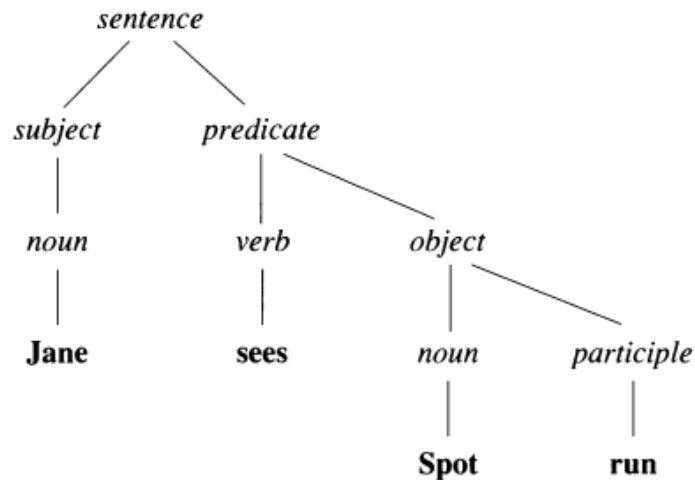 sentence
subject predicate
noun verb object
Jane sees noun participle
Spot run